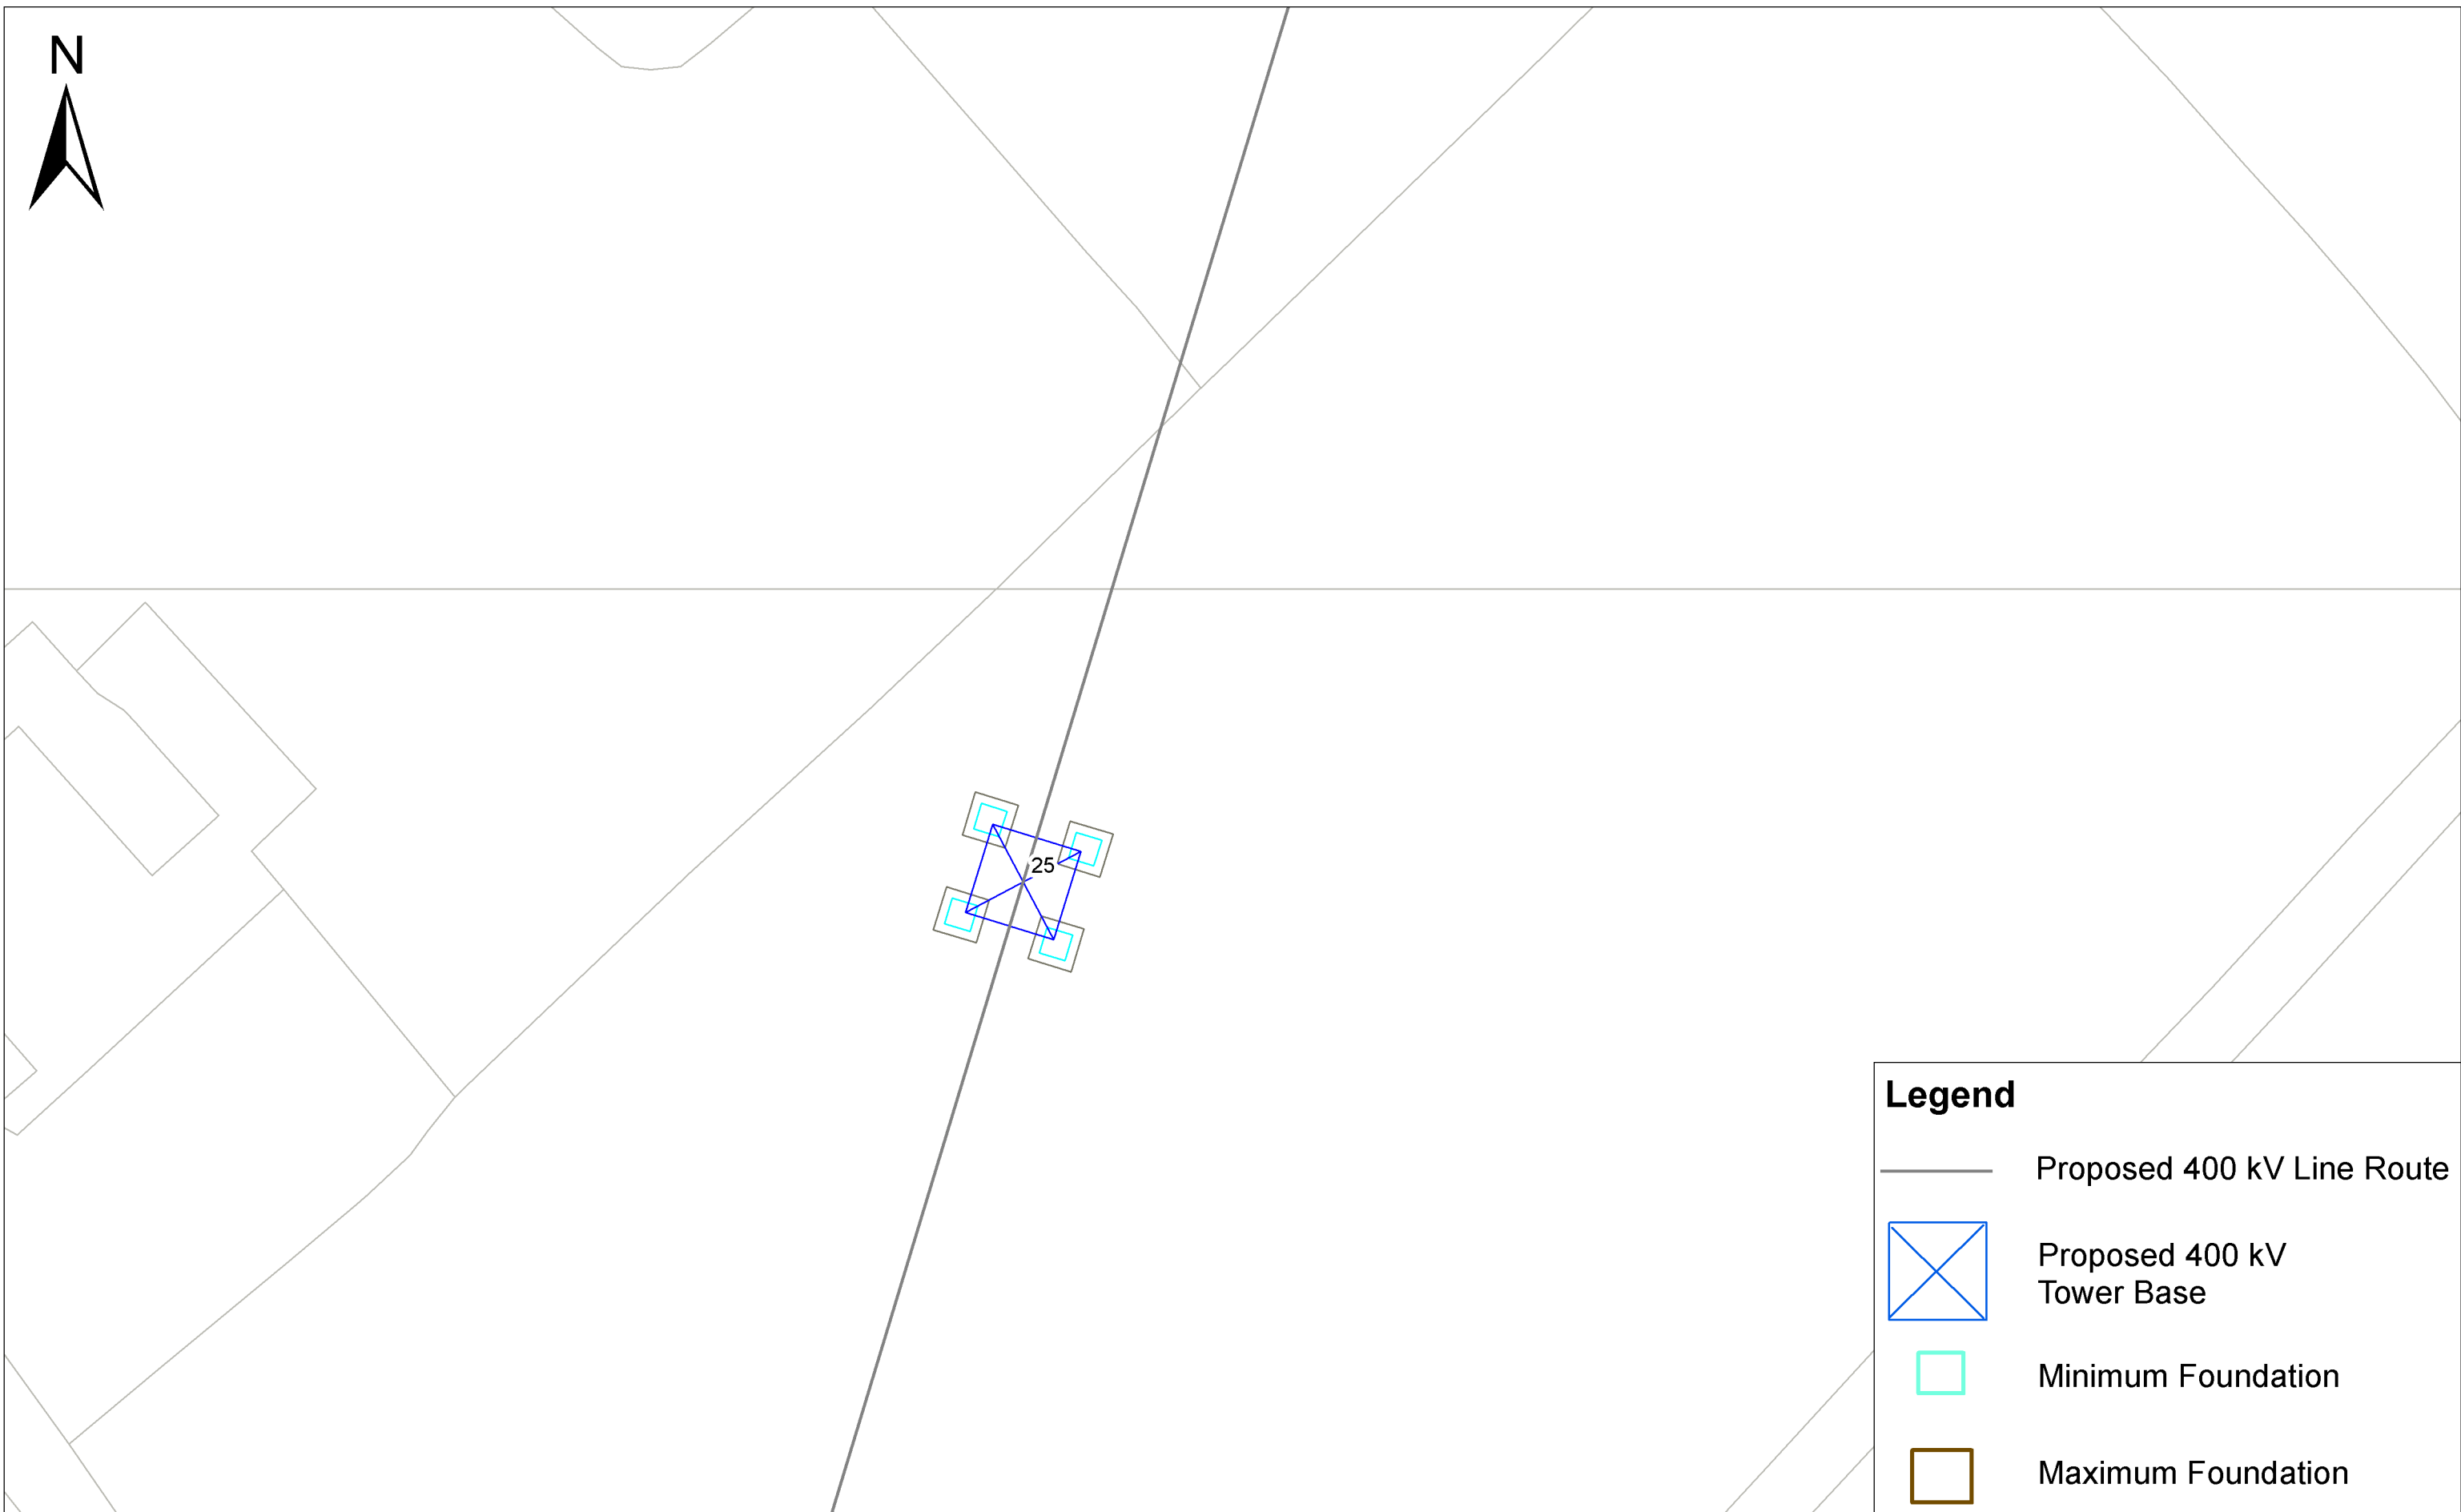 N
25
Legend
Proposed 400 kV Line Route
Proposed 400 kV
Tower Base
Minimum Foundation
Maximum Foundation